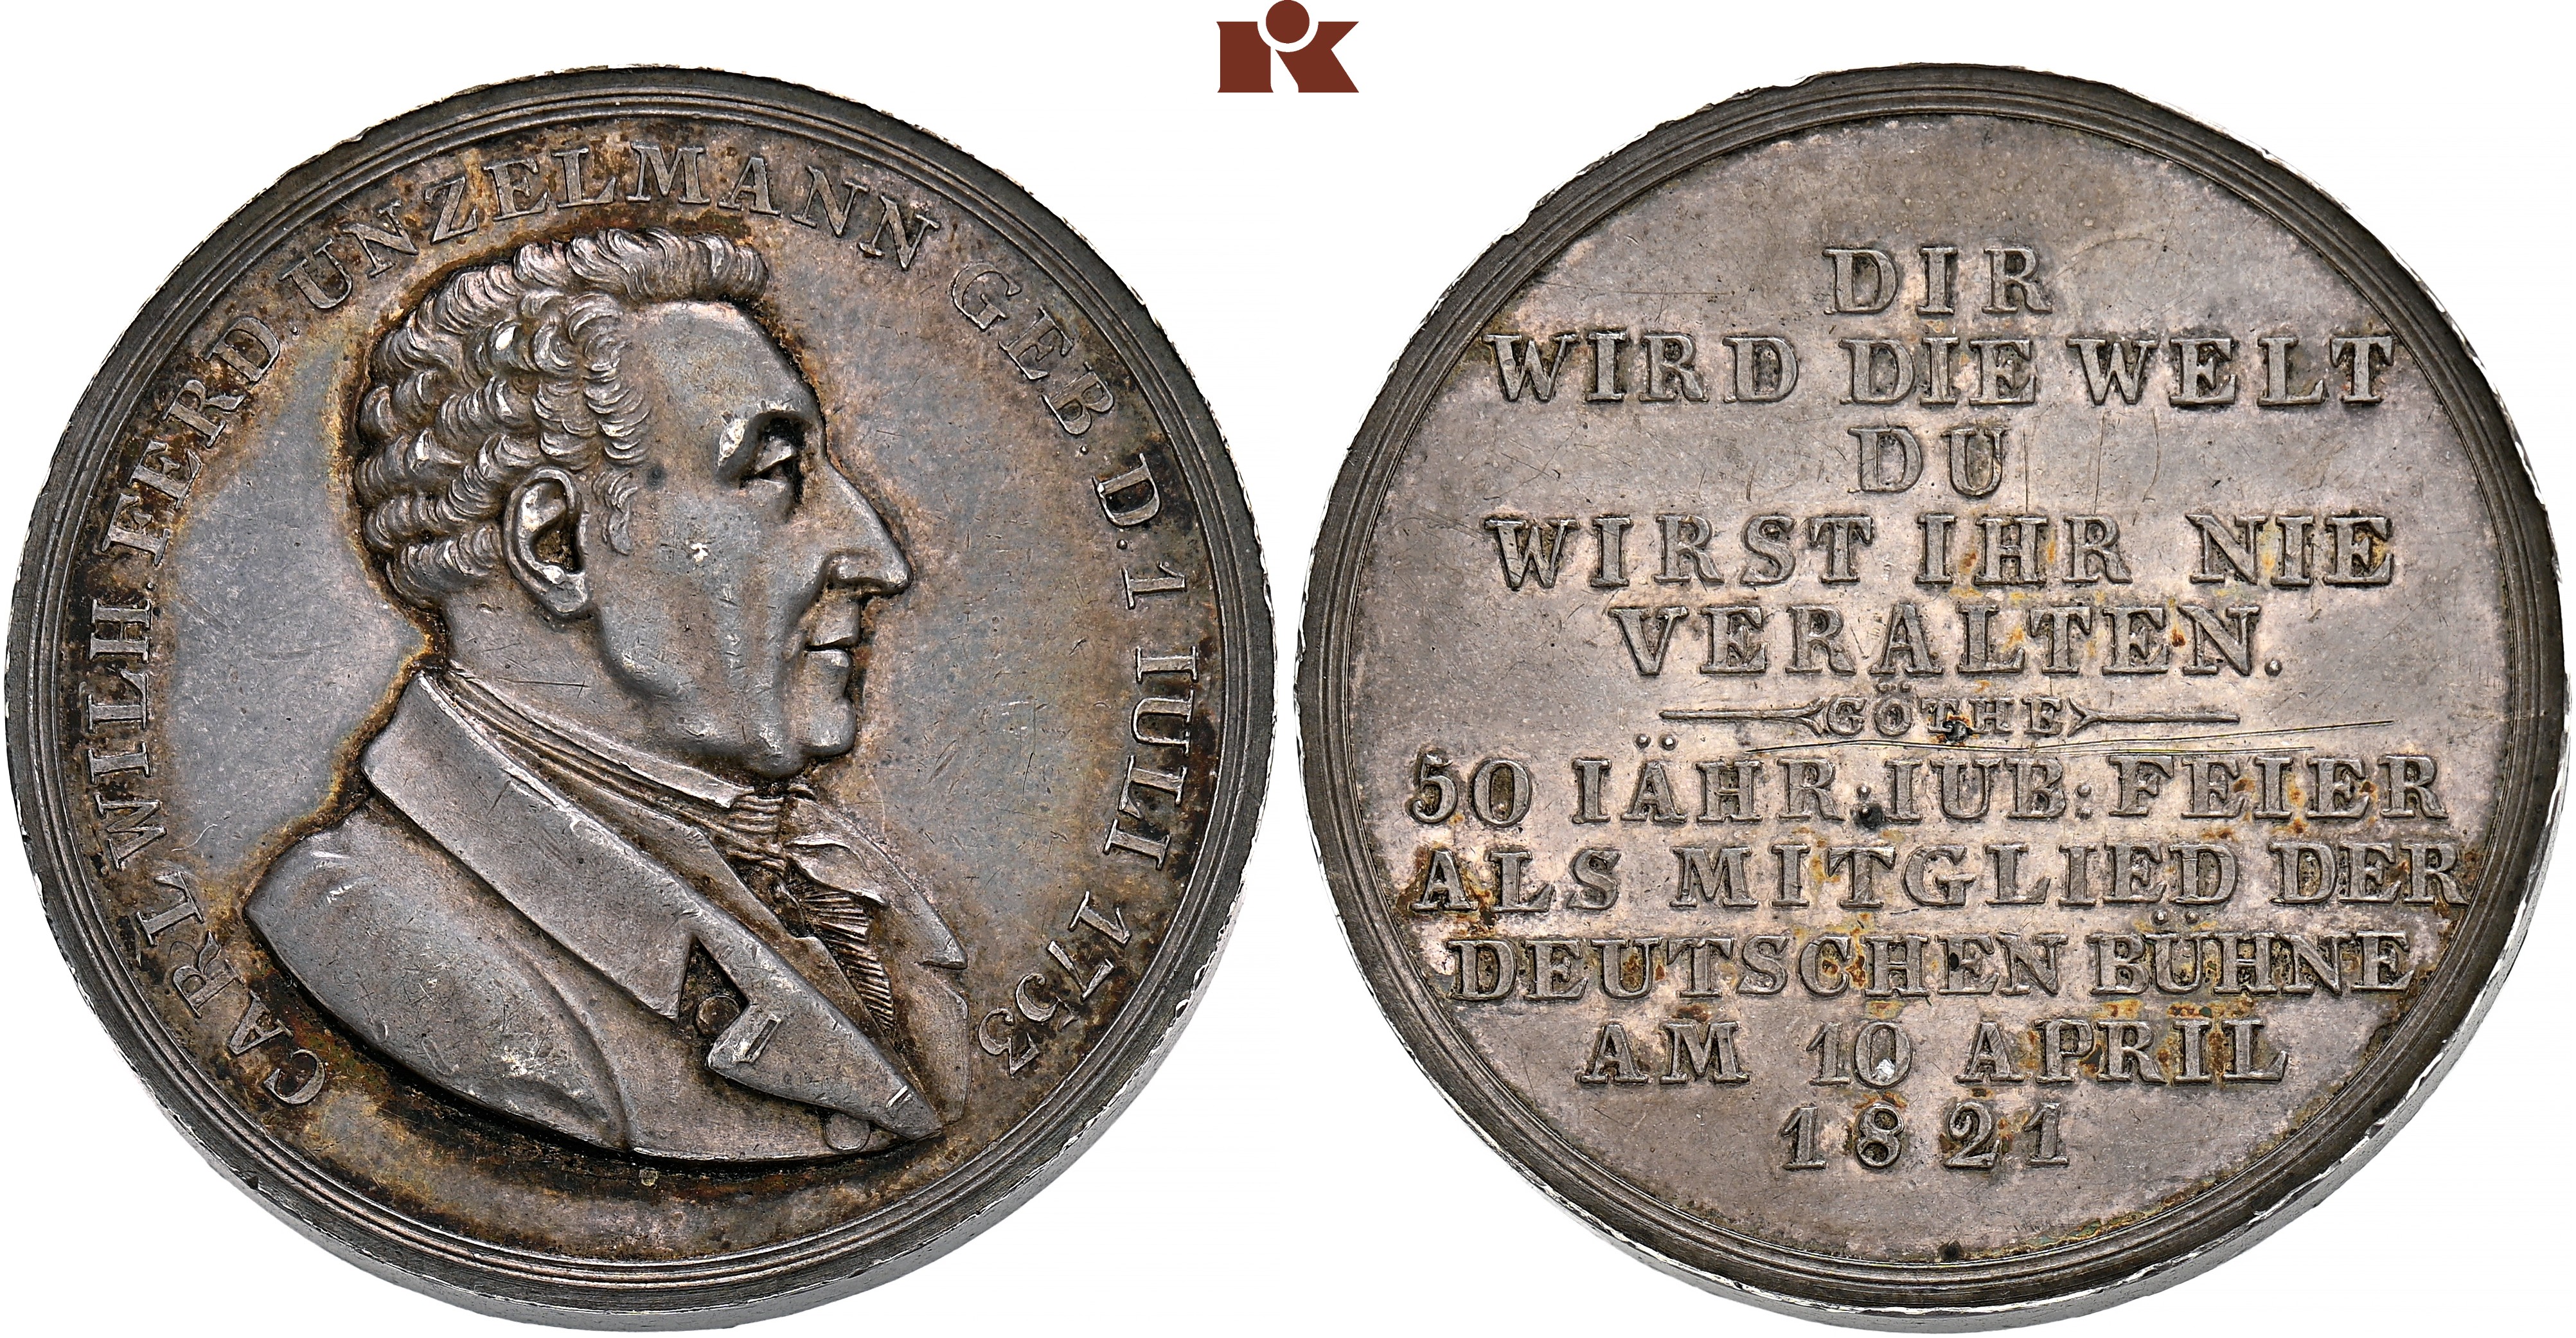 CARL WILH. FERD. UNZELMANN GEB. D. 1 IULI 1753
DIR
WIRD DIE WELT
DU
WIRST IHR NIE
VERALTEN.
GÖTHE
50 IÄHR: IUB: FEIER
ALS MITGLIED DER
DEUTSCHEN BÜHNE
AM 10 APRIL
1821